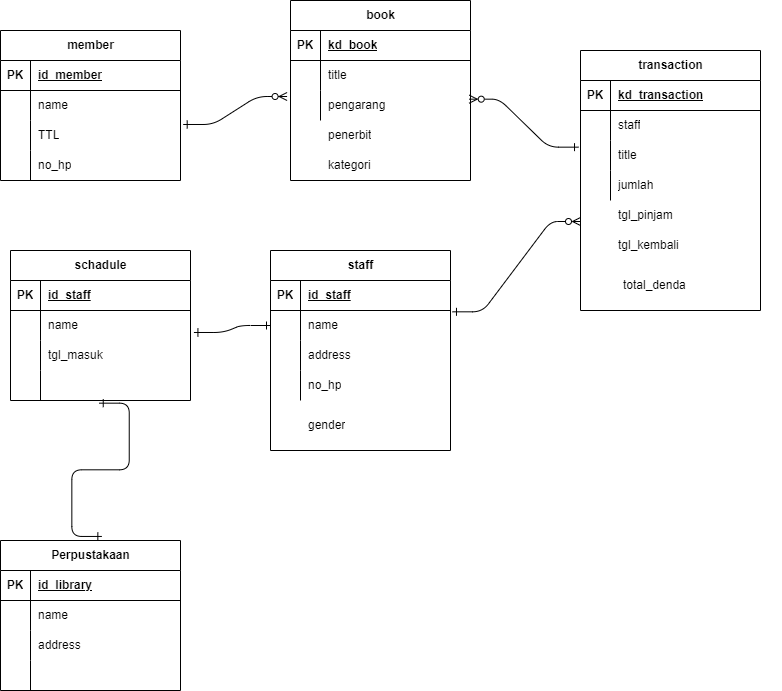 member
PK id_member
name
TTL
no_hp
book
PK kd_book
title
pengarang
penerbit
kategori
transaction
PK kd_transaction
staff
title
jumlah
tgl_pinjam
tgl_kembali
total_denda
schadule
PK id_staff
name
tgl_masuk
staff
PK id_staff
name
address
no_hp
gender
Perpustakaan
PK id_library
name
address